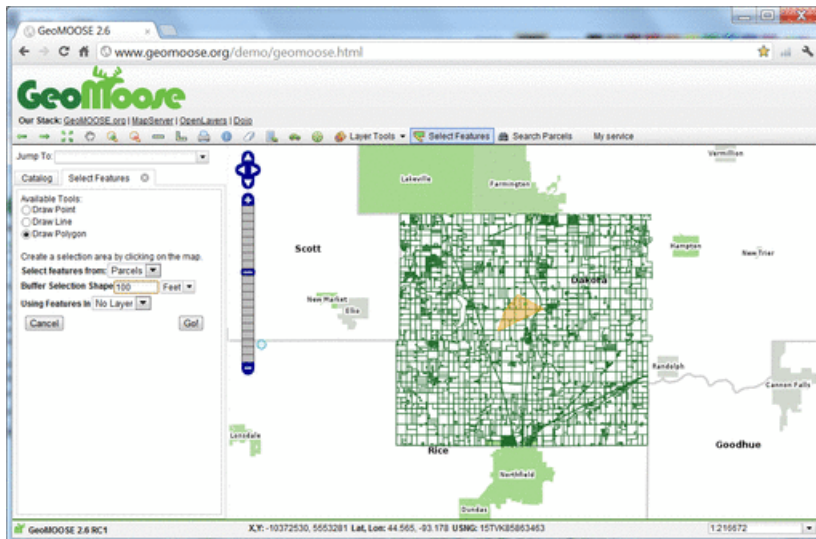 GeoMOOSE 2.6
www.geomoose.org/demo/geomoose.html
GeoMoose
Our Stack: GeoMOOSE.org | MapServer | OpenLayers | Dojo
Layer Tools Select Features Search Parcels My service
Jump To:
Catalog Select Features
Available Tools:
Draw Point
Draw Line
Draw Polygon
Create a selection area by clicking on the map.
Select features from: Parcels
Buffer Selection Shape 100 Feet
Using Features In No Layer
Cancel Go!
Vermillion
Lakeville
Farmington
Scott
Hampton
New Trier
Dakota
New Market
Elko
Randolph
Cannon Falls
Lonsdale
Rice
Goodhue
Northfield
Dundas
GeoMOOSE 2.6 RC1 X,Y: -10372530, 5553281 Lat, Lon: 44.565, -93.178 USNG: 15TVK85863463 1:216672